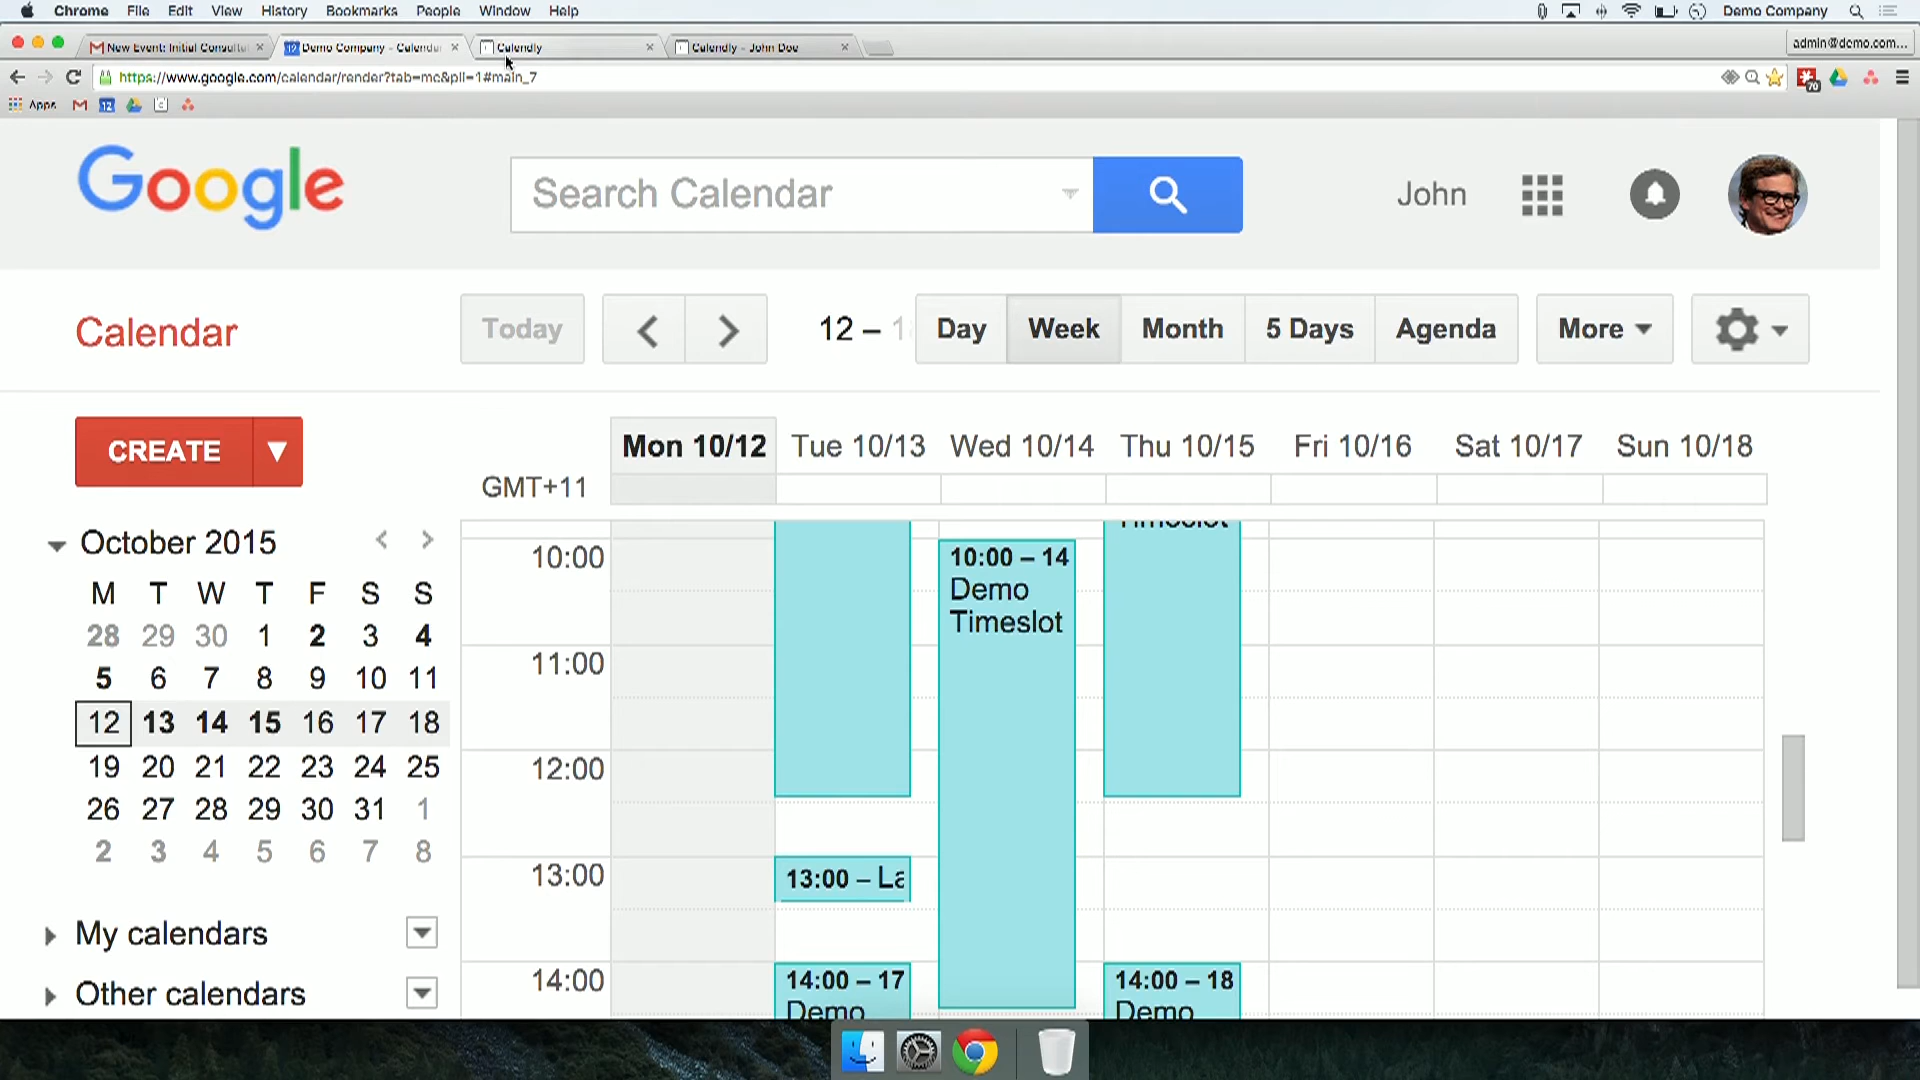 Chrome File Edit View History Bookmarks People Window Help Demo Company
New Event: Initial Consulta Demo Company - Calendar Calendly Calendly - John Doe admin@demo.com...
https://www.google.com/calendar/render?tab=mc&pli=1#main_7
70
Apps
Google
Search Calendar
John
Calendar
Today
12 –
Day Week Month 5 Days Agenda More
CREATE
Mon 10/12 Tue 10/13 Wed 10/14 Thu 10/15 Fri 10/16 Sat 10/17 Sun 10/18
GMT+11
October 2015
M T W T F S S
28 29 30 1 2 3 4
5 6 7 8 9 10 11
12 13 14 15 16 17 18
19 20 21 22 23 24 25
26 27 28 29 30 31 1
2 3 4 5 6 7 8
My calendars
Other calendars
Timeslot
10:00
10:00 – 14
Demo
Timeslot
11:00
12:00
13:00
13:00 – La
14:00
14:00 – 17
Demo
14:00 – 18
Demo